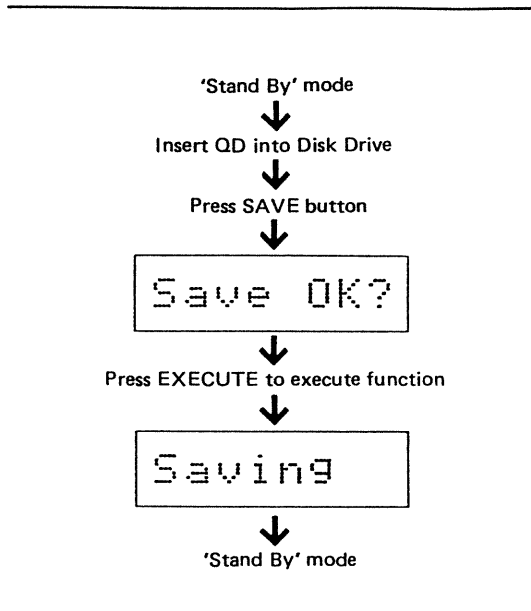 'Stand By' mode
Insert QD into Disk Drive
Press SAVE button
Save OK?
Press EXECUTE to execute function
Saving
'Stand By' mode